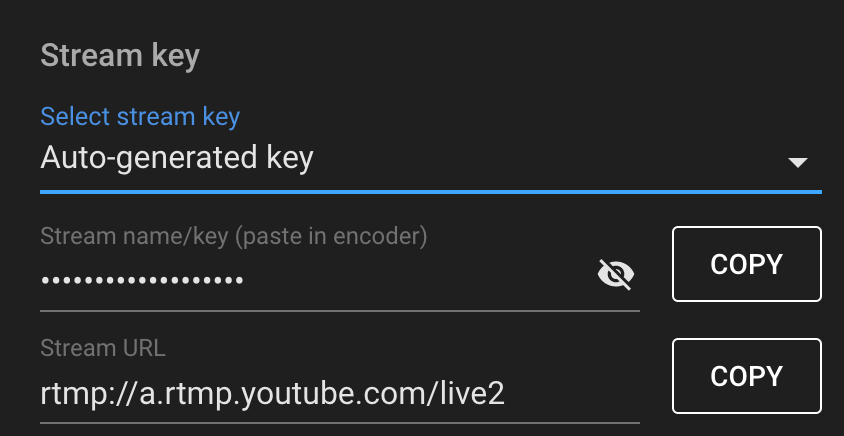 Stream key
Select stream key
Auto-generated key
Stream name/key (paste in encoder)
•••••••••••••••••••
COPY
Stream URL
rtmp://a.rtmp.youtube.com/live2
COPY